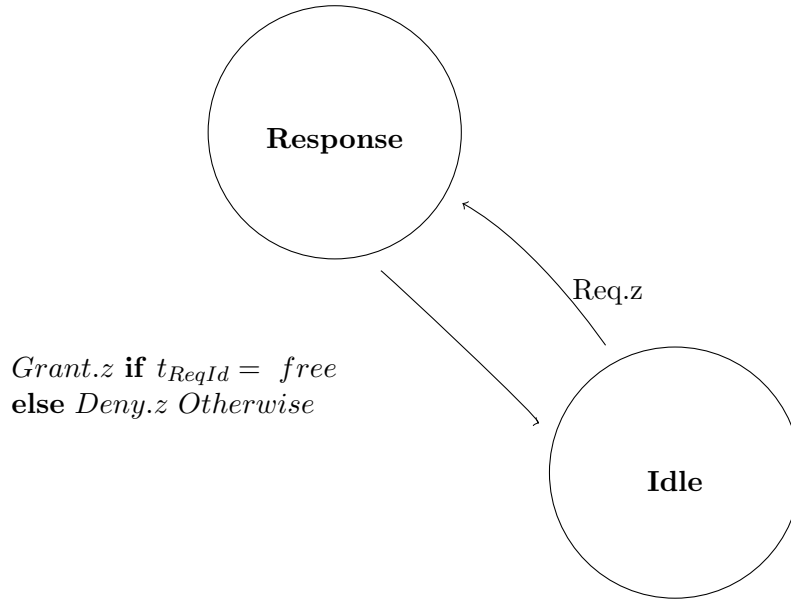 Response
Req.z
Grant.z if t_ReqId = free
else Deny.z Otherwise
Idle